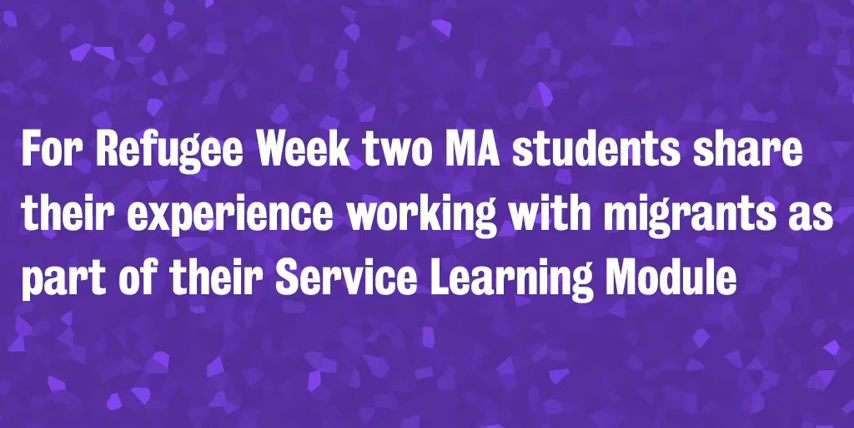 For Refugee Week two MA students share
their experience working with migrants as
part of their Service Learning Module